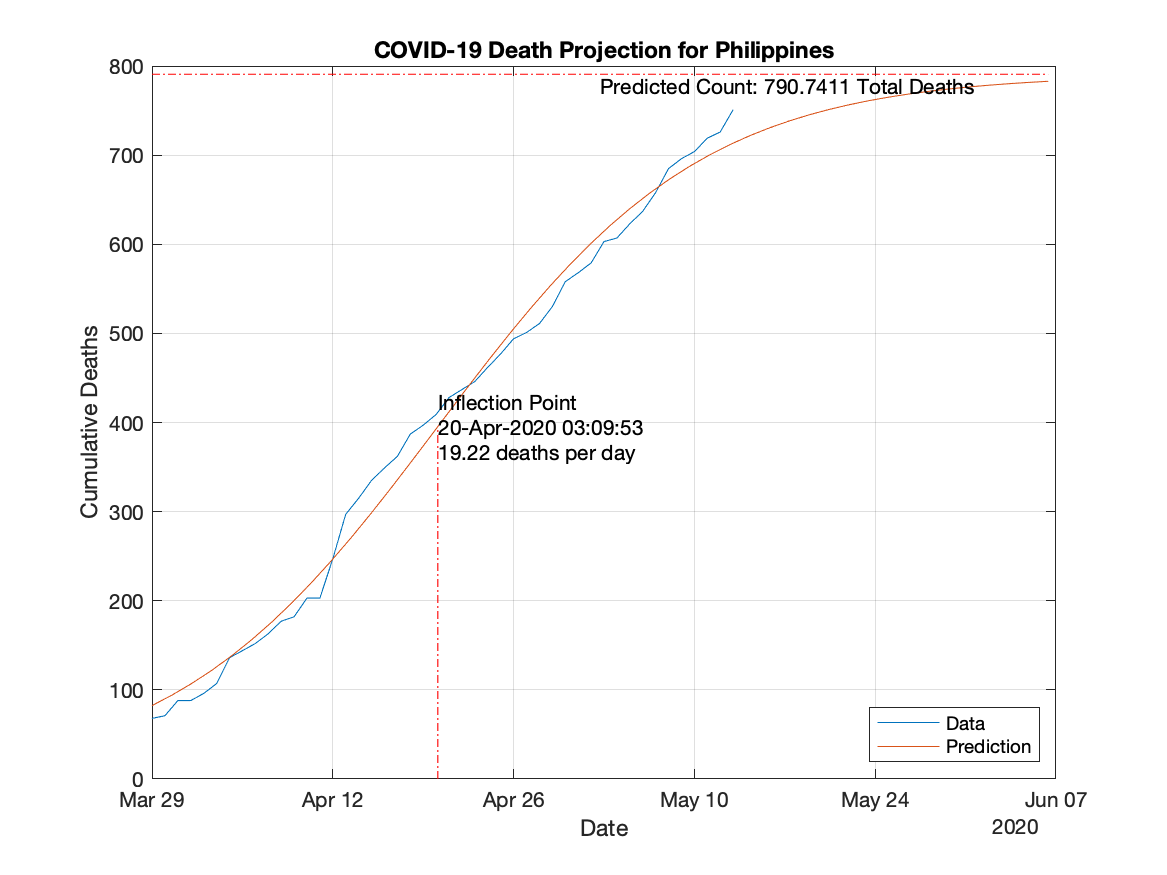 COVID-19 Death Projection for Philippines
800
Predicted Count: 790.7411 Total Deaths
700
600
500
Inflection Point
400
20-Apr-2020 03:09:53
19.22 deaths per day
Cumulative Deaths
300
200
100
Data
Prediction
0
Mar 29 Apr 12 Apr 26 May 10 May 24 Jun 07
Date
2020